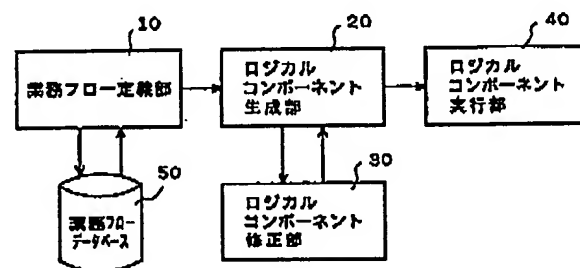 10
20
40
業務フロー定義部
ロジカル
コンポーネント
生成部
ロジカル
コンポーネント
実行部
50
30
業務フロー
データベース
ロジカル
コンポーネント
修正部